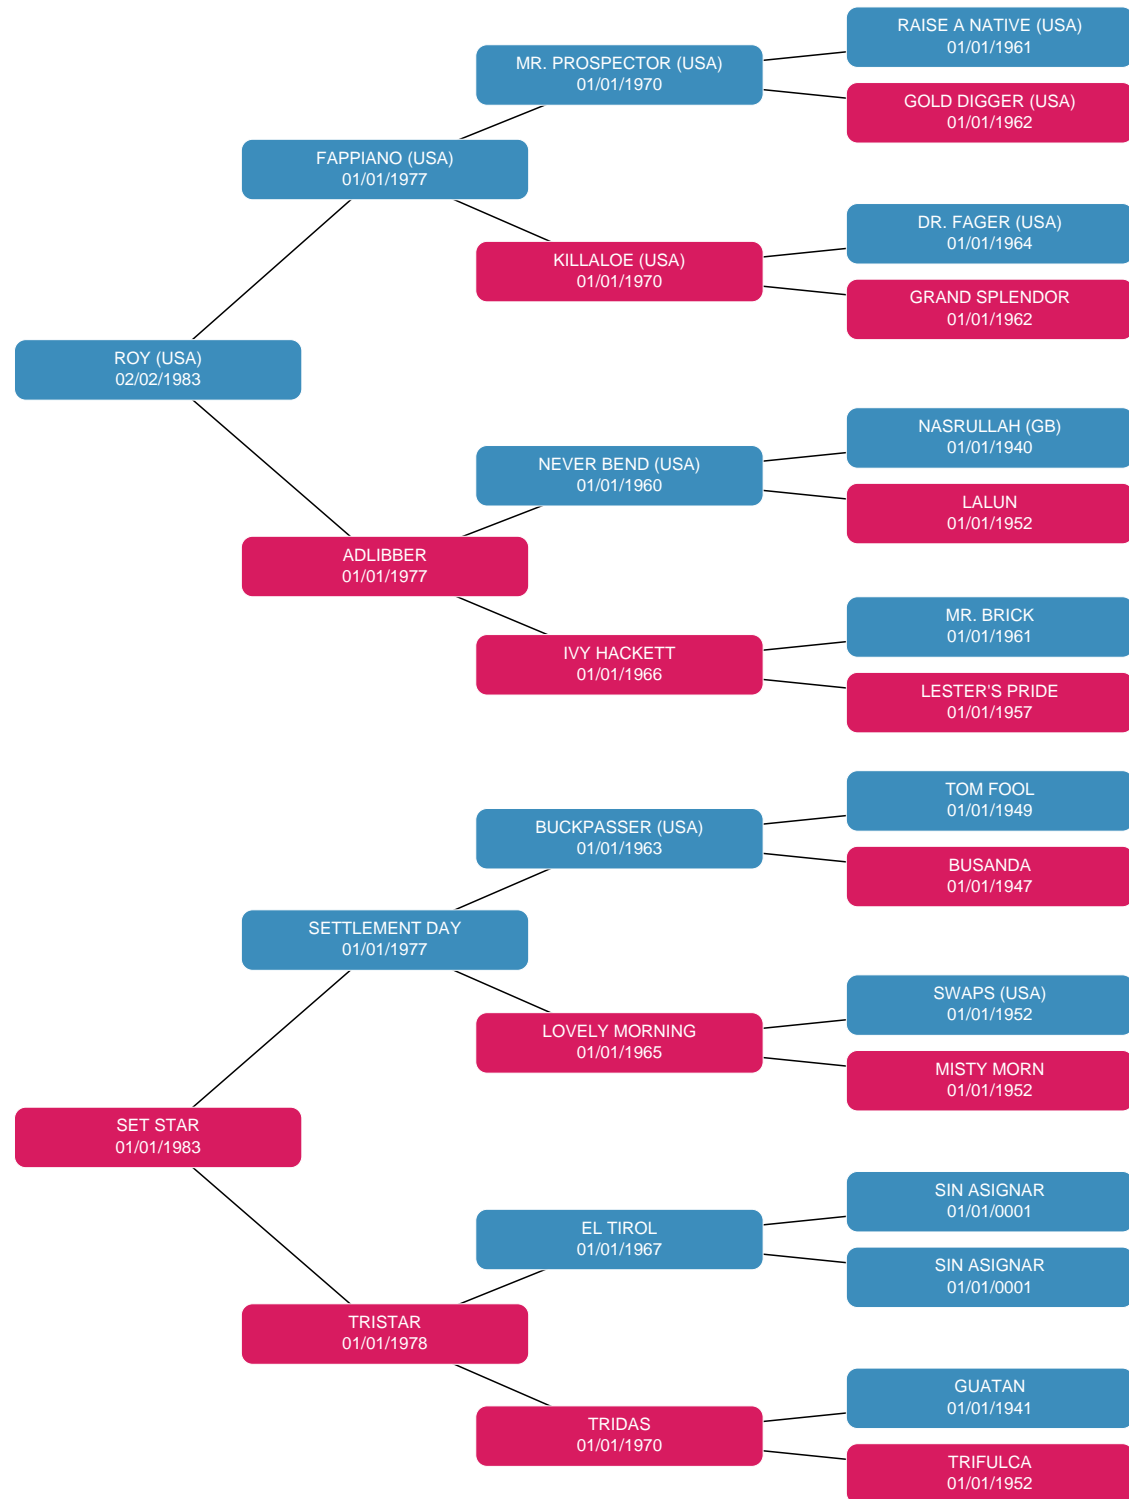 RAISE A NATIVE (USA)
01/01/1961
MR. PROSPECTOR (USA)
01/01/1970
GOLD DIGGER (USA)
01/01/1962
FAPPIANO (USA)
01/01/1977
DR. FAGER (USA)
01/01/1964
KILLALOE (USA)
01/01/1970
GRAND SPLENDOR
01/01/1962
ROY (USA)
02/02/1983
NASRULLAH (GB)
01/01/1940
NEVER BEND (USA)
01/01/1960
LALUN
01/01/1952
ADLIBBER
01/01/1977
MR. BRICK
01/01/1961
IVY HACKETT
01/01/1966
LESTER'S PRIDE
01/01/1957
TOM FOOL
01/01/1949
BUCKPASSER (USA)
01/01/1963
BUSANDA
01/01/1947
SETTLEMENT DAY
01/01/1977
SWAPS (USA)
01/01/1952
LOVELY MORNING
01/01/1965
MISTY MORN
01/01/1952
SET STAR
01/01/1983
SIN ASIGNAR
01/01/0001
EL TIROL
01/01/1967
SIN ASIGNAR
01/01/0001
TRISTAR
01/01/1978
GUATAN
01/01/1941
TRIDAS
01/01/1970
TRIFULCA
01/01/1952